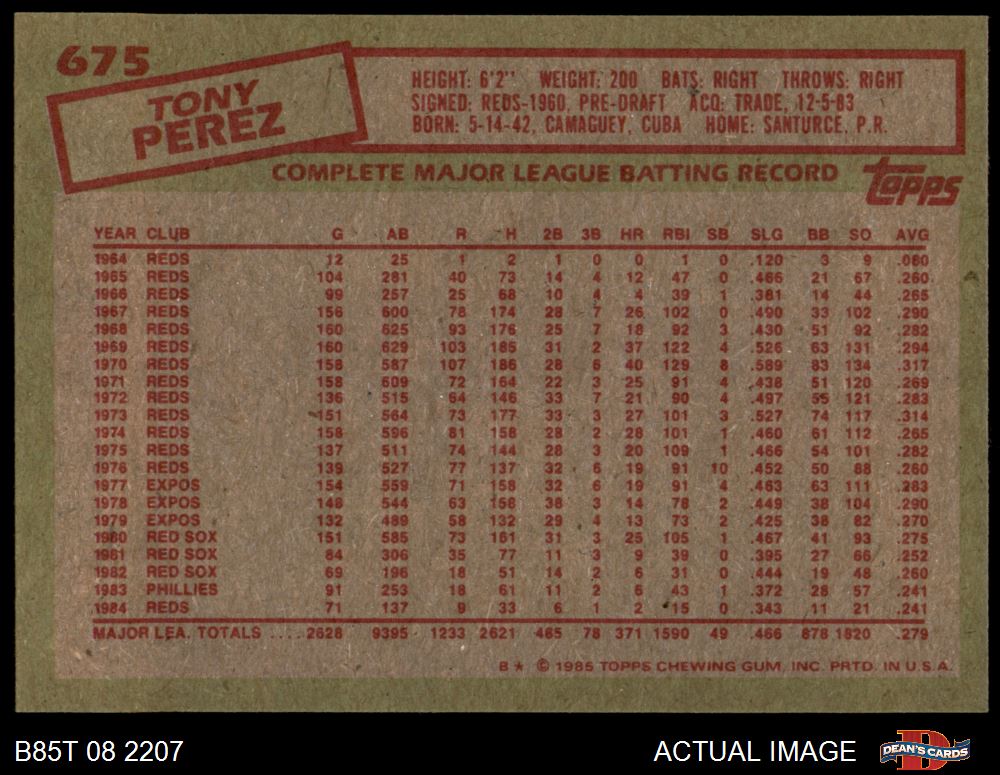 675
TONY
PEREZ
HEIGHT: 6'2" WEIGHT: 200 BATS: RIGHT THROWS: RIGHT
SIGNED: REDS-1960, PRE-DRAFT ACQ: TRADE, 12-5-83
BORN: 5-14-42, CAMAGUEY, CUBA HOME: SANTURCE, P.R.
COMPLETE MAJOR LEAGUE BATTING RECORD
topps
YEAR CLUB G AB R H 2B 3B HR RBI SB SLG BB SO AVG
1964 REDS 12 25 1 2 1 0 0 1 0 .120 3 9 .080
1965 REDS 104 281 40 73 14 4 12 47 0 .466 21 67 .260
1966 REDS 99 257 25 68 10 4 4 39 1 .381 14 44 .265
1967 REDS 156 600 78 174 28 7 26 102 0 .490 33 102 .290
1968 REDS 160 625 93 176 25 7 18 92 3 .430 51 92 .282
1969 REDS 160 629 103 185 31 2 37 122 4 .526 63 131 .294
1970 REDS 158 587 107 186 28 6 40 129 8 .589 83 134 .317
1971 REDS 158 609 72 164 22 3 25 91 4 .438 51 120 .269
1972 REDS 136 515 64 146 33 7 21 90 4 .497 55 121 .283
1973 REDS 151 564 73 177 33 3 27 101 3 .527 74 117 .314
1974 REDS 158 596 81 158 28 2 28 101 1 .460 61 112 .265
1975 REDS 137 511 74 144 28 3 20 109 1 .466 54 101 .282
1976 REDS 139 527 77 137 32 6 19 91 10 .452 50 88 .260
1977 EXPOS 154 559 71 158 32 6 19 91 4 .463 63 111 .283
1978 EXPOS 148 544 63 158 38 3 14 78 2 .449 38 104 .290
1979 EXPOS 132 489 58 132 29 4 13 73 2 .425 38 82 .270
1980 RED SOX 151 585 73 161 31 3 25 105 1 .467 41 93 .275
1981 RED SOX 84 306 35 77 11 3 9 39 0 .395 27 66 .252
1982 RED SOX 69 196 18 51 14 2 6 31 0 .444 19 48 .260
1983 PHILLIES 91 253 18 61 11 2 6 43 1 .372 28 57 .241
1984 REDS 71 137 9 33 6 1 2 15 0 .343 11 21 .241
MAJOR LEA. TOTALS .... 2628 9395 1233 2621 465 78 371 1590 49 .466 878 1820 .279
B★ © 1985 TOPPS CHEWING GUM, INC. PRTD. IN U.S.A.
B85T 08 2207
ACTUAL IMAGE
D
DEAN'S CARDS